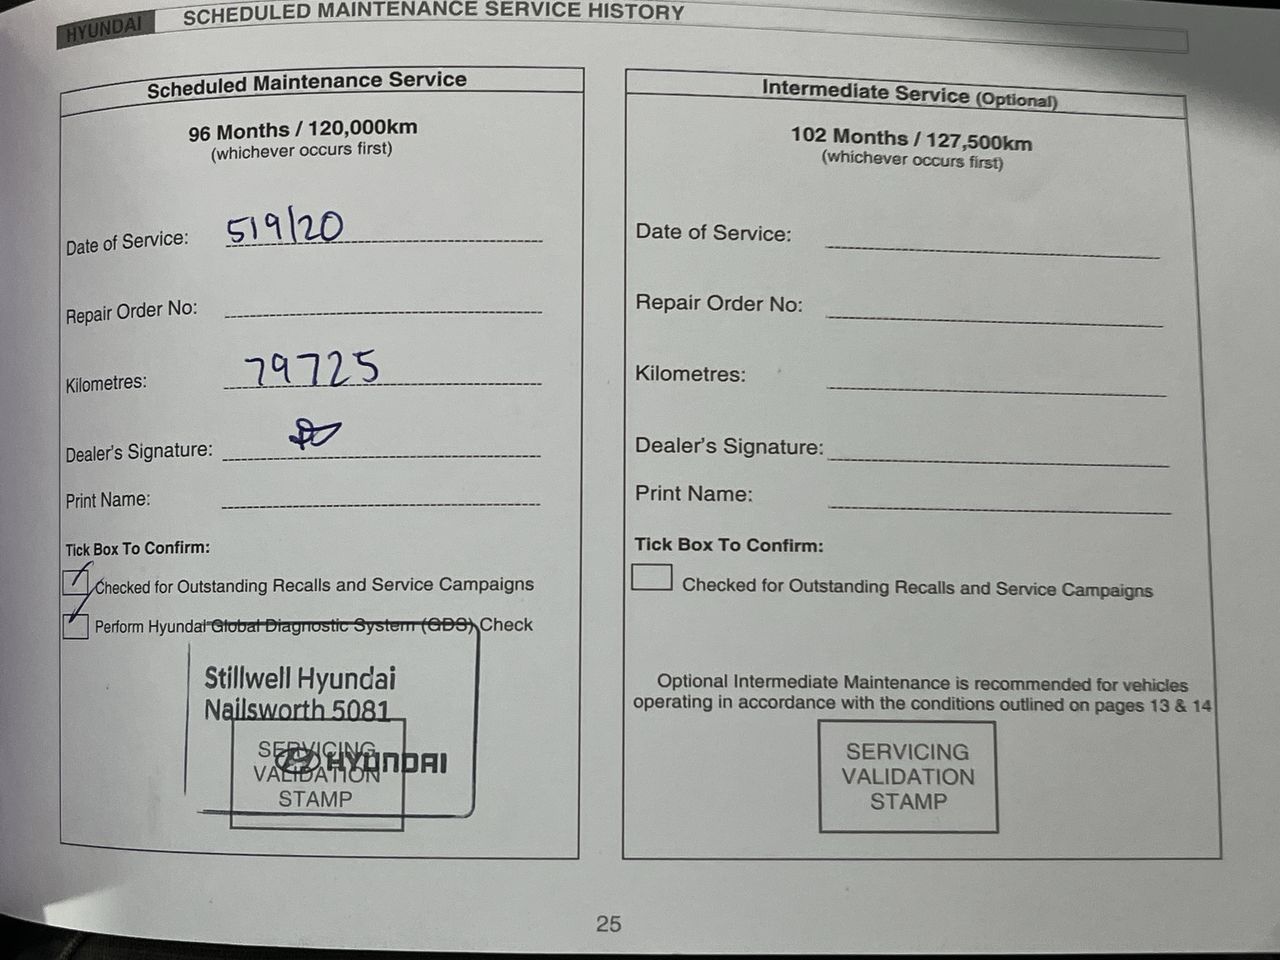 HYUNDAI
SCHEDULED MAINTENANCE SERVICE HISTORY
Scheduled Maintenance Service
96 Months / 120,000km
(whichever occurs first)
Date of Service: 519/20
Repair Order No:
Kilometres: 79725
Dealer's Signature:
Print Name:
Tick Box To Confirm:
Checked for Outstanding Recalls and Service Campaigns
Perform Hyundai Global Diagnostic System (GDS) Check
Stillwell Hyundai
Nailsworth 5081
HYUNDAI
SERVICING
VALIDATION
STAMP
Intermediate Service (Optional)
102 Months / 127,500km
(whichever occurs first)
Date of Service:
Repair Order No:
Kilometres:
Dealer's Signature:
Print Name:
Tick Box To Confirm:
Checked for Outstanding Recalls and Service Campaigns
Optional Intermediate Maintenance is recommended for vehicles
operating in accordance with the conditions outlined on pages 13 & 14
SERVICING
VALIDATION
STAMP
25